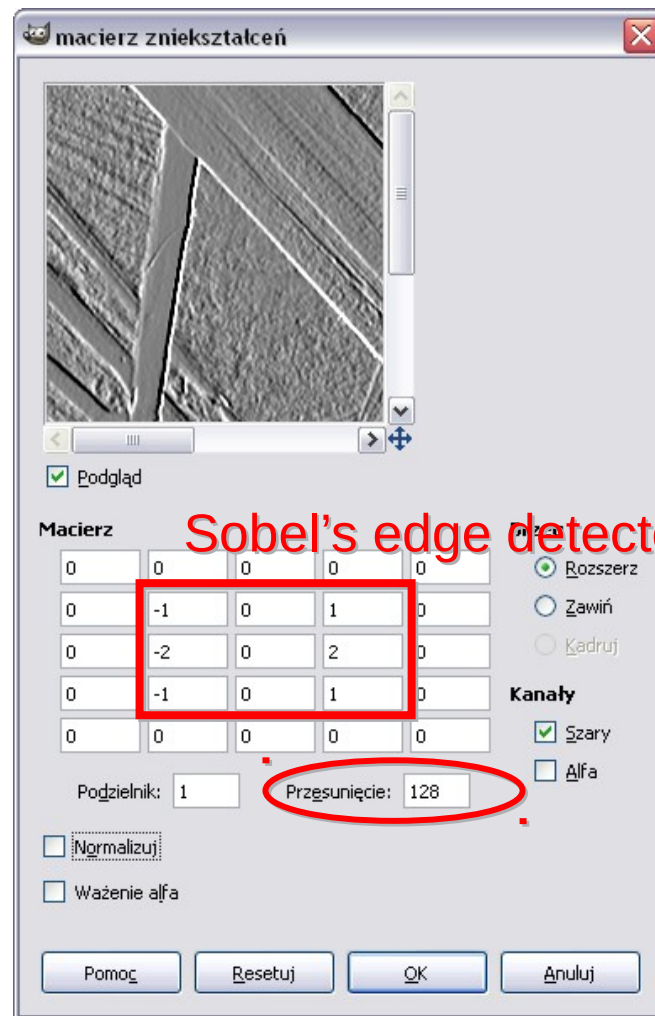 macierz zniekształceń
Podgląd
Sobel's edge detecto
Macierz
0 0 0 0 0
0 -1 0 1 0
0 -2 0 2 0
0 -1 0 1 0
0 0 0 0 0
Rozszerz
Zawiń
Kadruj
Kanały
Szary
Alfa
Podzielnik: 1 Przesunięcie: 128
Normalizuj
Ważenie alfa
Pomoc Resetuj OK Anuluj